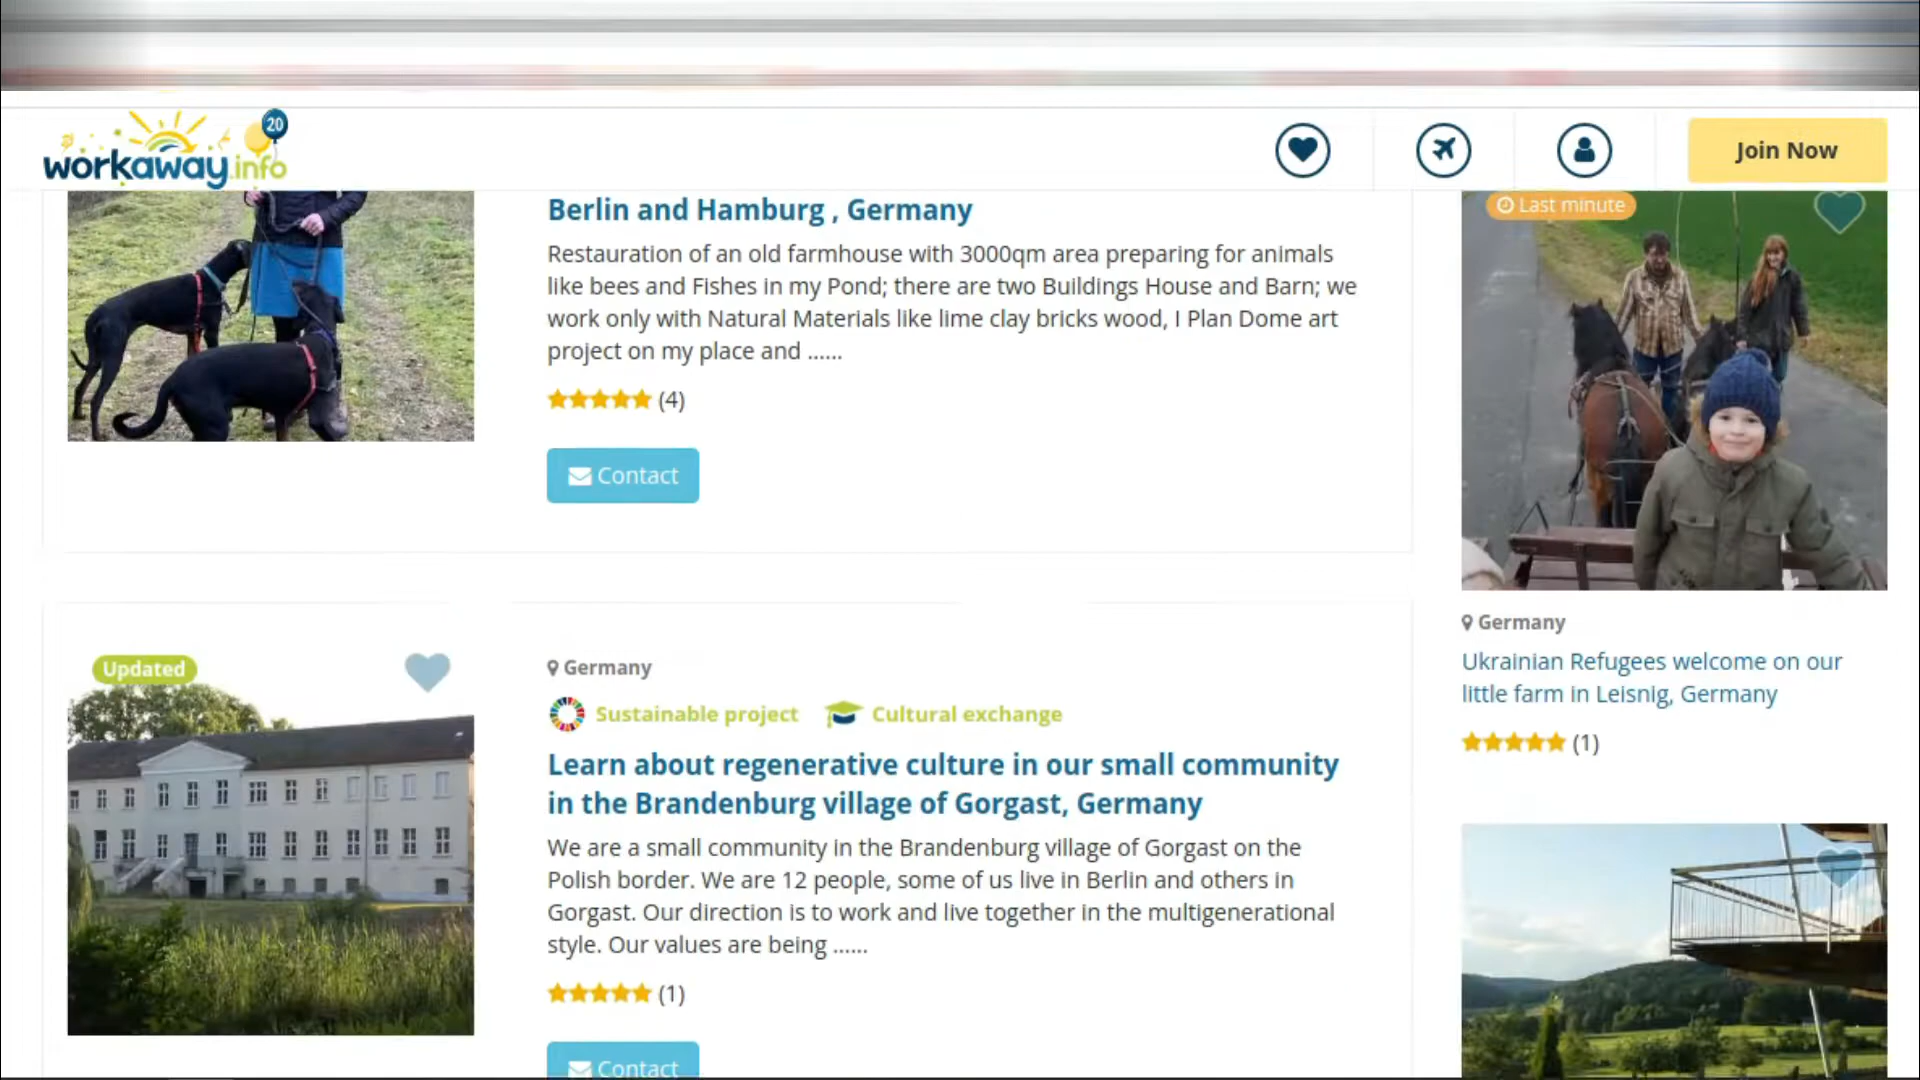 workaway.info
20
Join Now
Berlin and Hamburg , Germany
Restauration of an old farmhouse with 3000qm area preparing for animals
like bees and Fishes in my Pond; there are two Buildings House and Barn; we
work only with Natural Materials like lime clay bricks wood, I Plan Dome art
project on my place and ......
(4)
Contact
Updated
Germany
Sustainable project
Cultural exchange
Learn about regenerative culture in our small community
in the Brandenburg village of Gorgast, Germany
We are a small community in the Brandenburg village of Gorgast on the
Polish border. We are 12 people, some of us live in Berlin and others in
Gorgast. Our direction is to work and live together in the multigenerational
style. Our values are being ......
(1)
Contact
Last minute
Germany
Ukrainian Refugees welcome on our
little farm in Leisnig, Germany
(1)